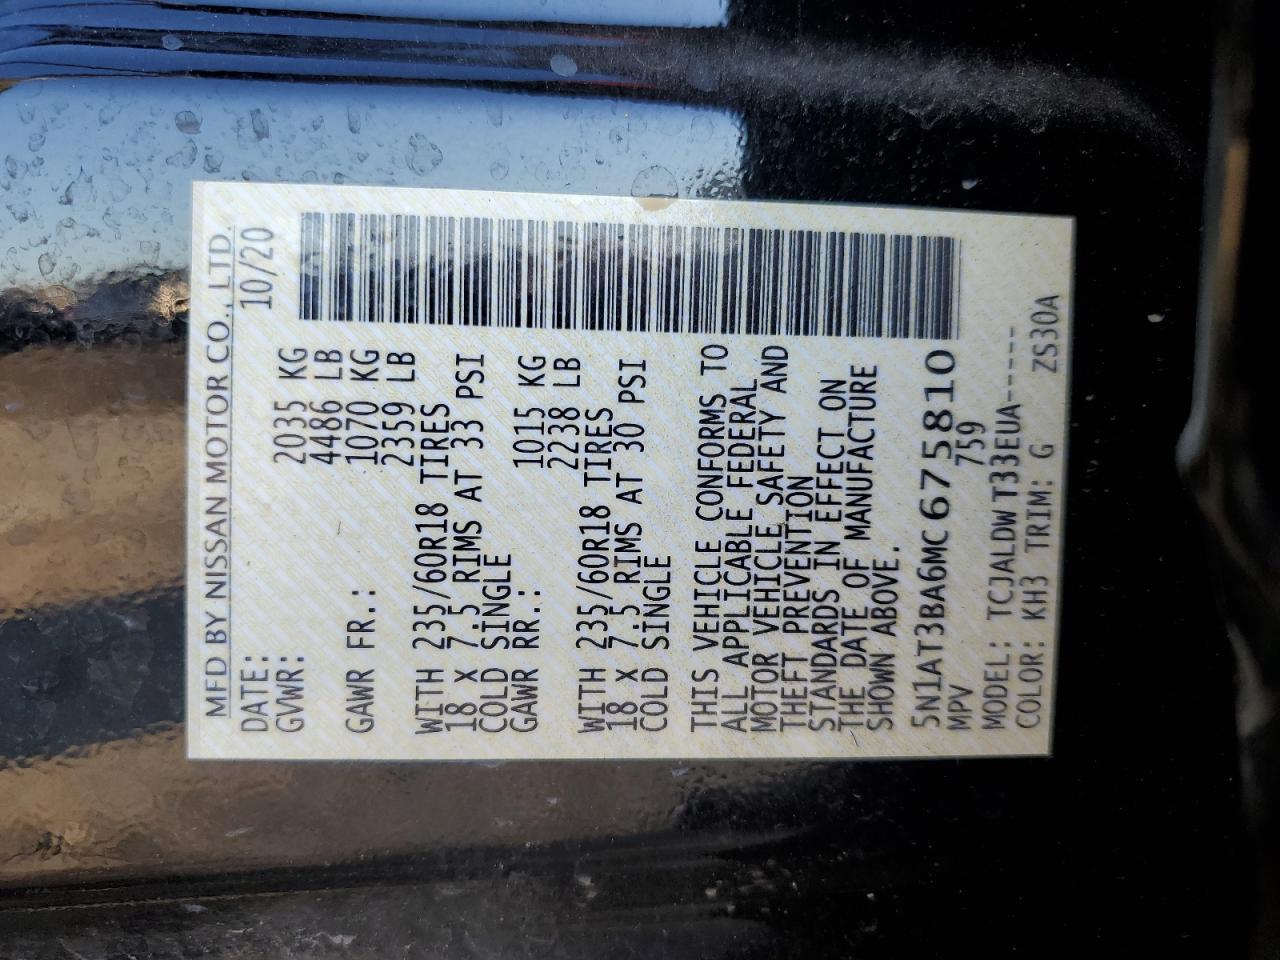 MFD BY NISSAN MOTOR CO., LTD.
DATE: 10/20
GVWR: 2035 KG
4486 LB
GAWR FR.: 1070 KG
2359 LB
WITH 235/60R18 TIRES
18 X 7.5 RIMS AT 33 PSI
COLD SINGLE
GAWR RR.: 1015 KG
2238 LB
WITH 235/60R18 TIRES
18 X 7.5 RIMS AT 30 PSI
COLD SINGLE
THIS VEHICLE CONFORMS TO
ALL APPLICABLE FEDERAL
MOTOR VEHICLE SAFETY AND
THEFT PREVENTION
STANDARDS IN EFFECT ON
THE DATE OF MANUFACTURE
SHOWN ABOVE.
5N1AT3BA6MC675810
MPV 759
MODEL: TCJALDW T33EUA-----
COLOR: KH3 TRIM: G ZS30A